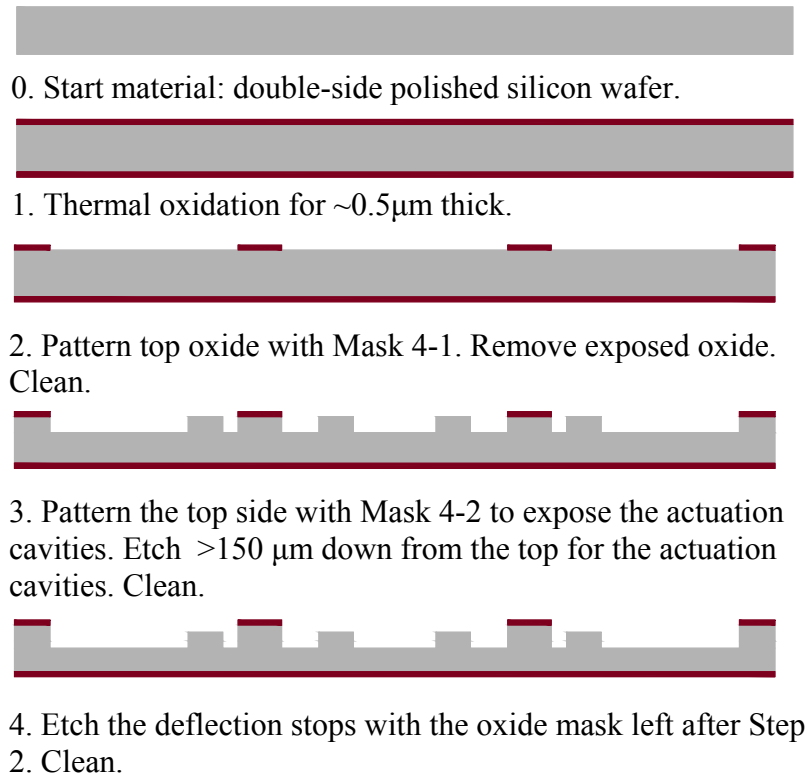 0. Start material: double-side polished silicon wafer.
1. Thermal oxidation for ~0.5μm thick.
2. Pattern top oxide with Mask 4-1. Remove exposed oxide.
Clean.
3. Pattern the top side with Mask 4-2 to expose the actuation
cavities. Etch >150 μm down from the top for the actuation
cavities. Clean.
4. Etch the deflection stops with the oxide mask left after Step
2. Clean.